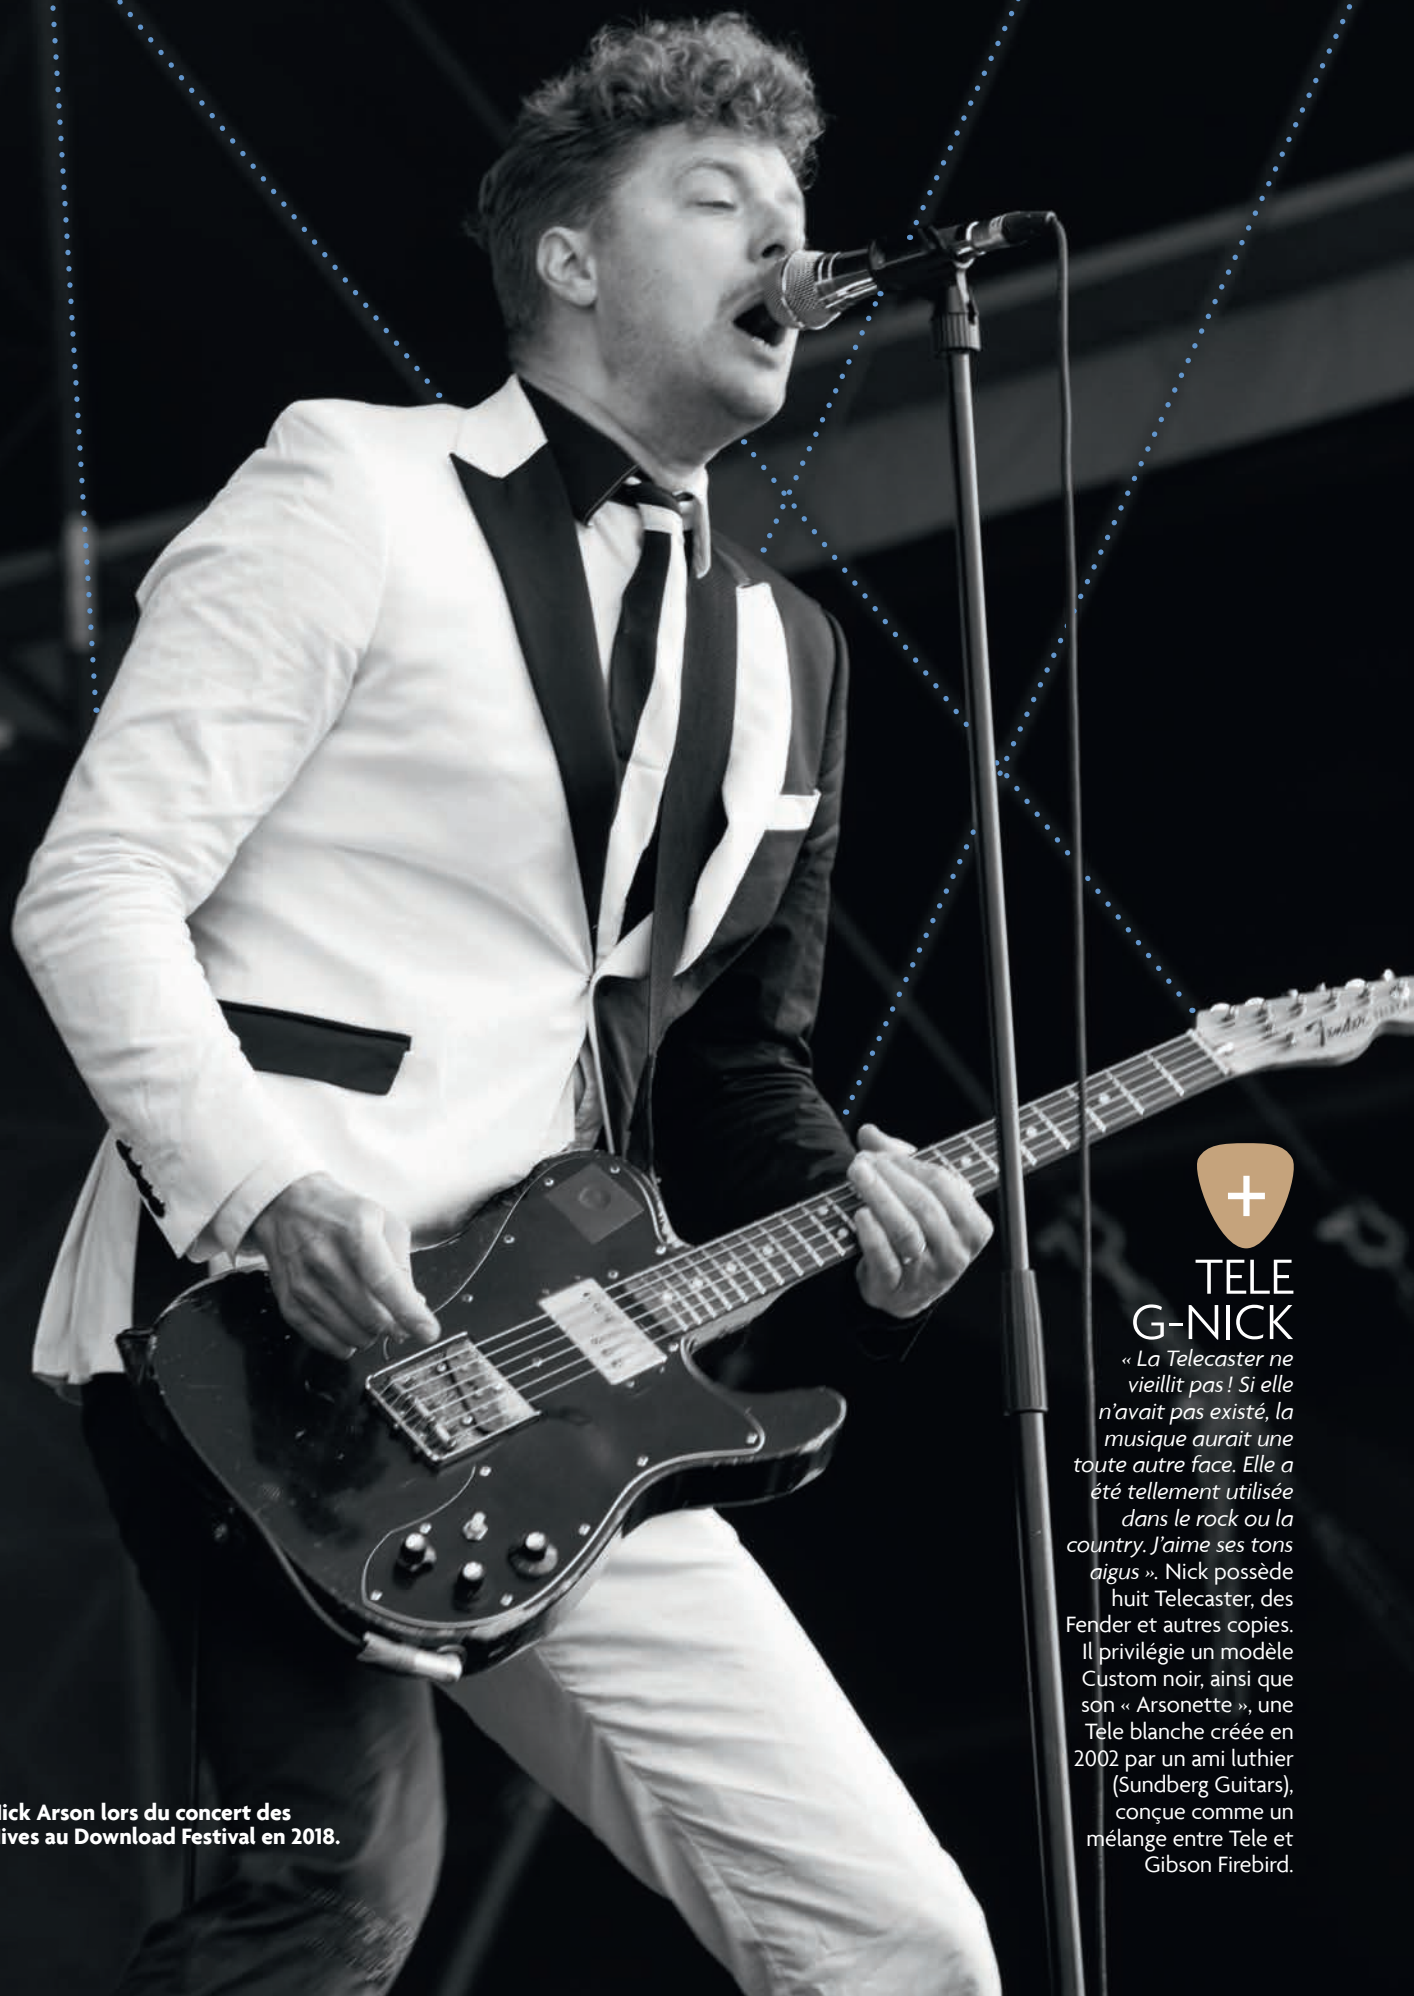 Fender
+
TELE
G-NICK
« La Telecaster ne
vieillit pas ! Si elle
n’avait pas existé, la
musique aurait une
toute autre face. Elle a
été tellement utilisée
dans le rock ou la
country. J’aime ses tons
aigus ». Nick possède
huit Telecaster, des
Fender et autres copies.
Il privilégie un modèle
Custom noir, ainsi que
son « Arsonette », une
Tele blanche créée en
2002 par un ami luthier
(Sundberg Guitars),
conçue comme un
mélange entre Tele et
Gibson Firebird.
ick Arson lors du concert des
ives au Download Festival en 2018.